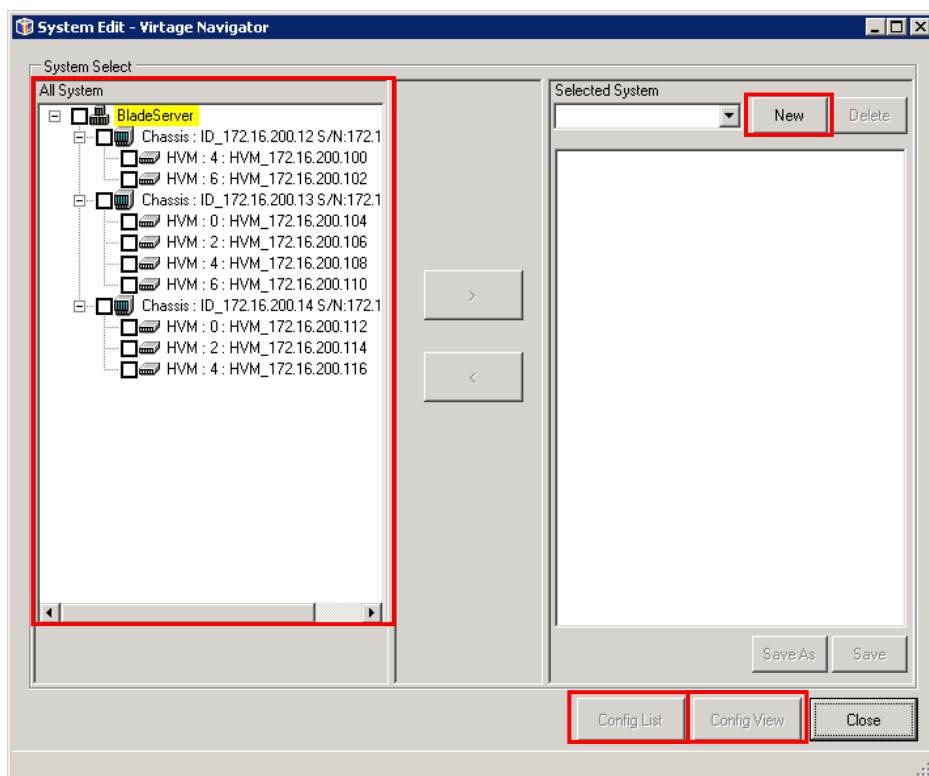 System Edit - Virtage Navigator
System Select
All System
BladeServer
Chassis : ID_172.16.200.12 S/N:172.1
HVM : 4 : HVM_172.16.200.100
HVM : 6 : HVM_172.16.200.102
Chassis : ID_172.16.200.13 S/N:172.1
HVM : 0 : HVM_172.16.200.104
HVM : 2 : HVM_172.16.200.106
HVM : 4 : HVM_172.16.200.108
HVM : 6 : HVM_172.16.200.110
Chassis : ID_172.16.200.14 S/N:172.1
HVM : 0 : HVM_172.16.200.112
HVM : 2 : HVM_172.16.200.114
HVM : 4 : HVM_172.16.200.116
>
<
Selected System
New
Delete
Save As
Save
Config List
Config View
Close